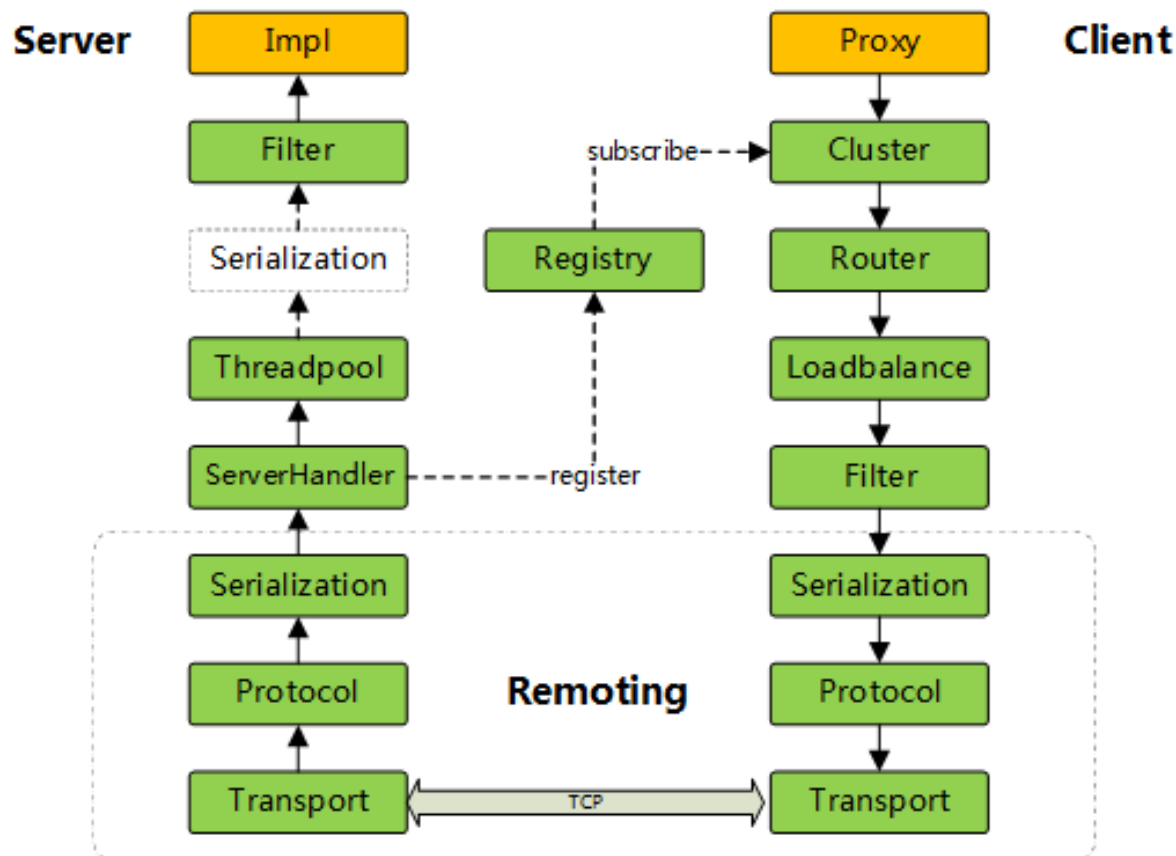 Server
Impl
Proxy
Client
Filter
subscribe
Cluster
Serialization
Registry
Router
Threadpool
Loadbalance
ServerHandler
register
Filter
Serialization
Serialization
Protocol
Remoting
Protocol
Transport
TCP
Transport